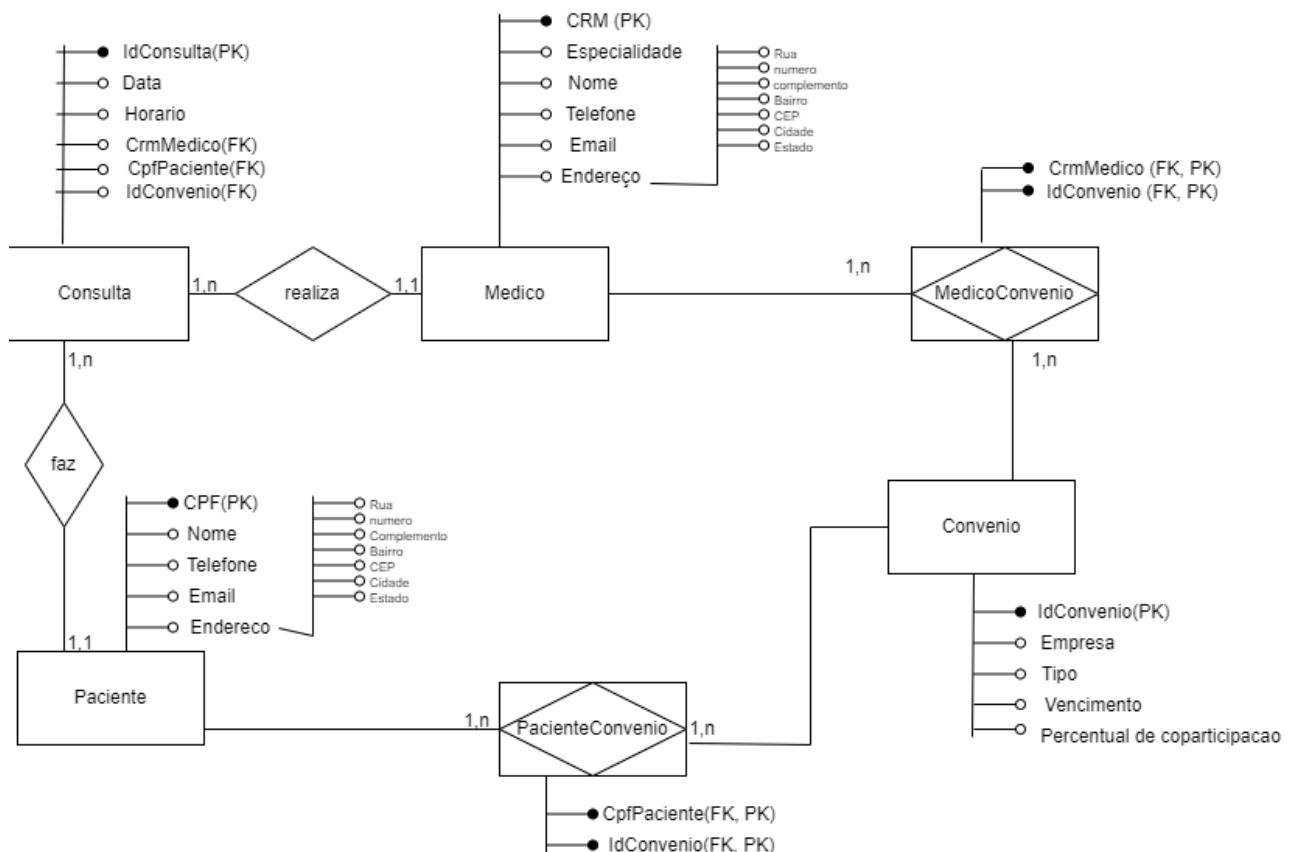 IdConsulta(PK)
Data
Horario
CrmMedico(FK)
CpfPaciente(FK)
IdConvenio(FK)
CRM (PK)
Especialidade
Nome
Telefone
Email
Endereço
Rua
numero
complemento
Bairro
CEP
Cidade
Estado
CrmMedico (FK, PK)
IdConvenio (FK, PK)
Consulta
1,n
realiza
1,1
Medico
1,n
MedicoConvenio
1,n
1,n
faz
1,1
CPF(PK)
Nome
Telefone
Email
Endereco
Rua
numero
Complemento
Bairro
CEP
Cidade
Estado
Paciente
1,n
PacienteConvenio
1,n
Convenio
IdConvenio(PK)
Empresa
Tipo
Vencimento
Percentual de coparticipacao
CpfPaciente(FK, PK)
IdConvenio(FK, PK)